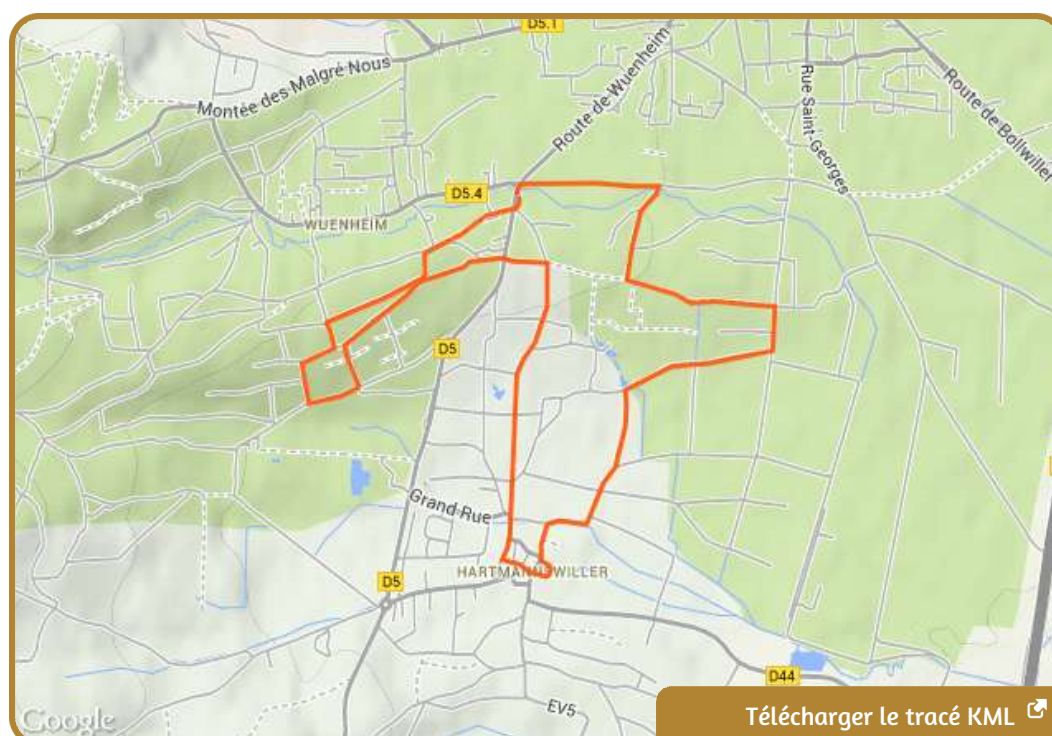 D5.1
Montée des Malgré Nous
Route de Wuenheim
Rue Saint-Georges
Route de Bollwiller
D5.4
WUENHEIM
D5
Grand Rue
HARTMANNSWILLER
D5
D44
EV5
Google
Télécharger le tracé KML